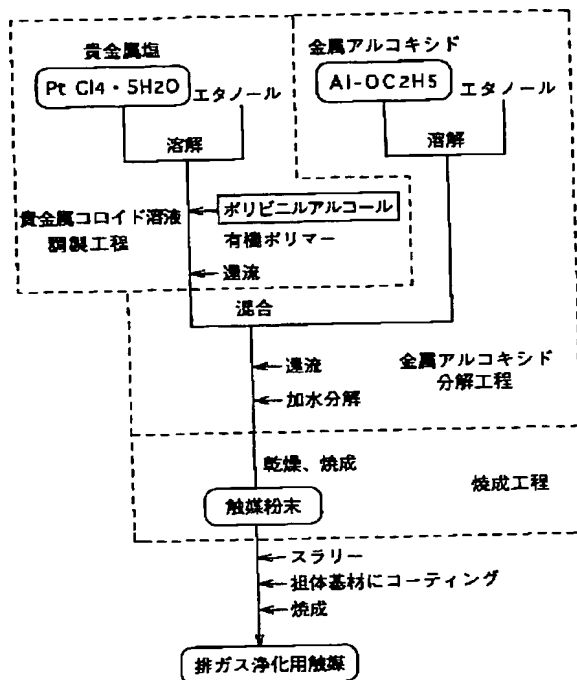 貴金属塩
Pt Cl4・5H2O
エタノール
溶解
金属アルコキシド
Al-OC2H5
エタノール
溶解
ポリビニルアルコール
有機ポリマー
貴金属コロイド溶液
調製工程
還流
混合
還流
加水分解
金属アルコキシド
分解工程
乾燥、焼成
触媒粉末
焼成工程
スラリー
担体基材にコーティング
焼成
排ガス浄化用触媒